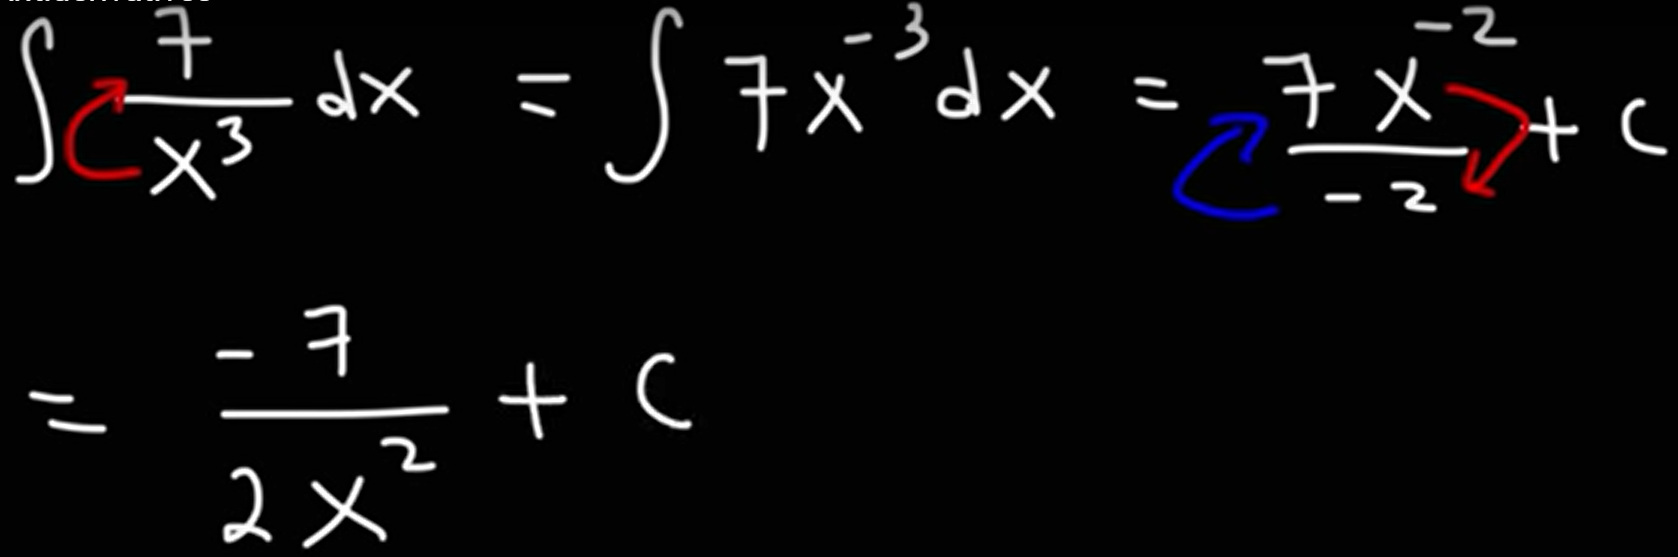 ∫ 7/x³ dx = ∫ 7x⁻³ dx = 7x⁻²/-2 + C
= -7/2x² + C